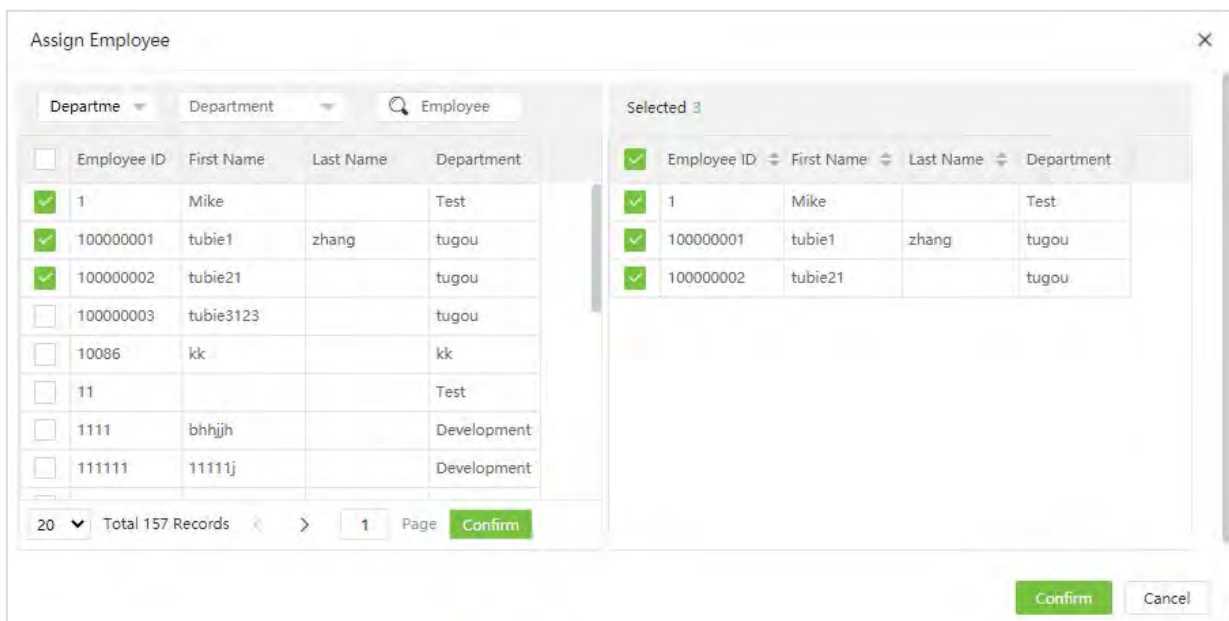 Assign Employee
Departme Department Employee
Selected 3
Employee ID First Name Last Name Department
1 Mike Test
100000001 tubie1 zhang tugou
100000002 tubie21 tugou
100000003 tubie3123 tugou
10086 kk kk
11 Test
1111 bhhjjh Development
111111 11111j Development
20 Total 157 Records 1 Page Confirm
Employee ID First Name Last Name Department
1 Mike Test
100000001 tubie1 zhang tugou
100000002 tubie21 tugou
Confirm Cancel